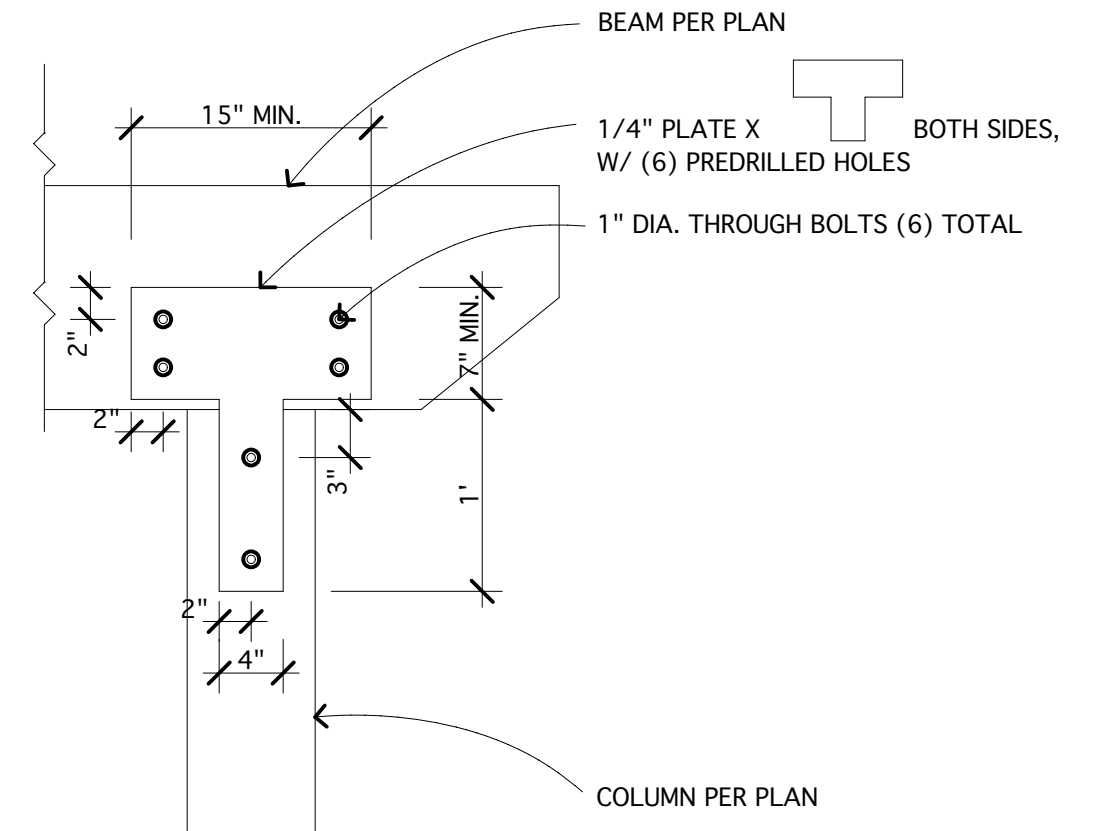 BEAM PER PLAN
15" MIN.
1/4" PLATE X BOTH SIDES,
W/ (6) PREDRILLED HOLES
1" DIA. THROUGH BOLTS (6) TOTAL
2"
7" MIN.
2"
3"
1'
2"
4"
COLUMN PER PLAN